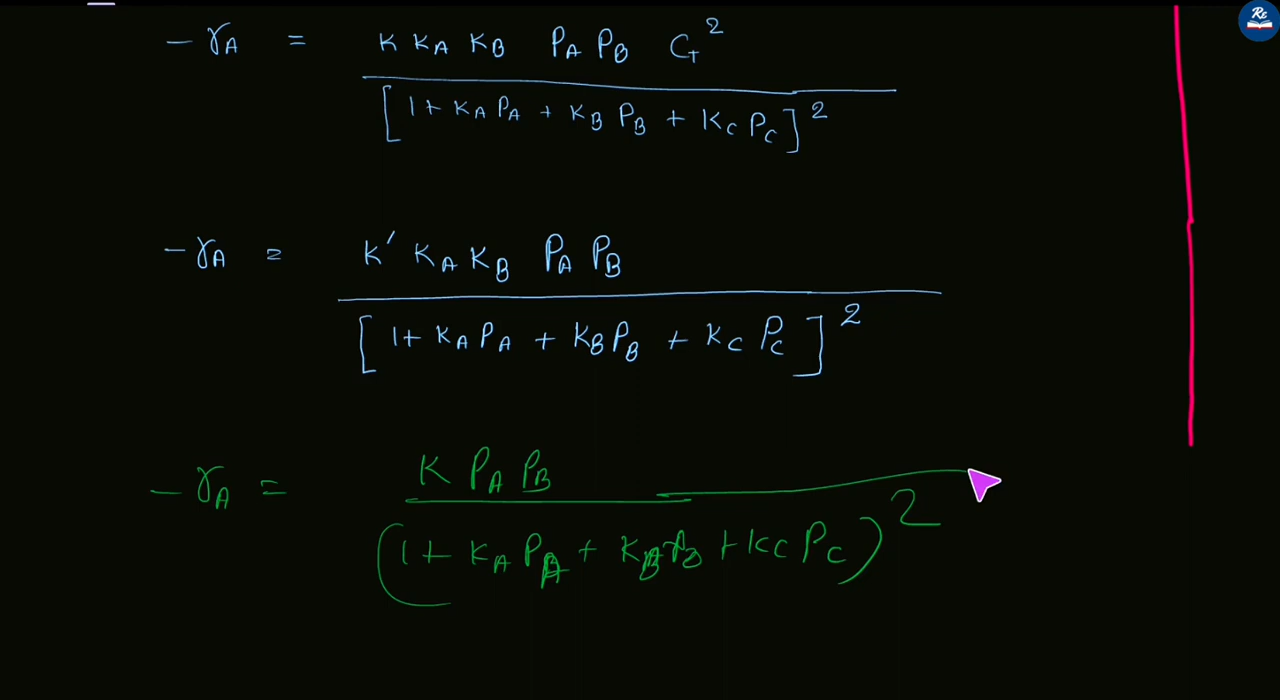 Re
-rA = K KA KB PA PB CT^2
[1 + KA PA + KB PB + KC PC]^2
-rA = K' KA KB PA PB
[1 + KA PA + KB PB + KC PC]^2
-rA = K PA PB
(1 + KA PA + KB PB + KC PC)^2